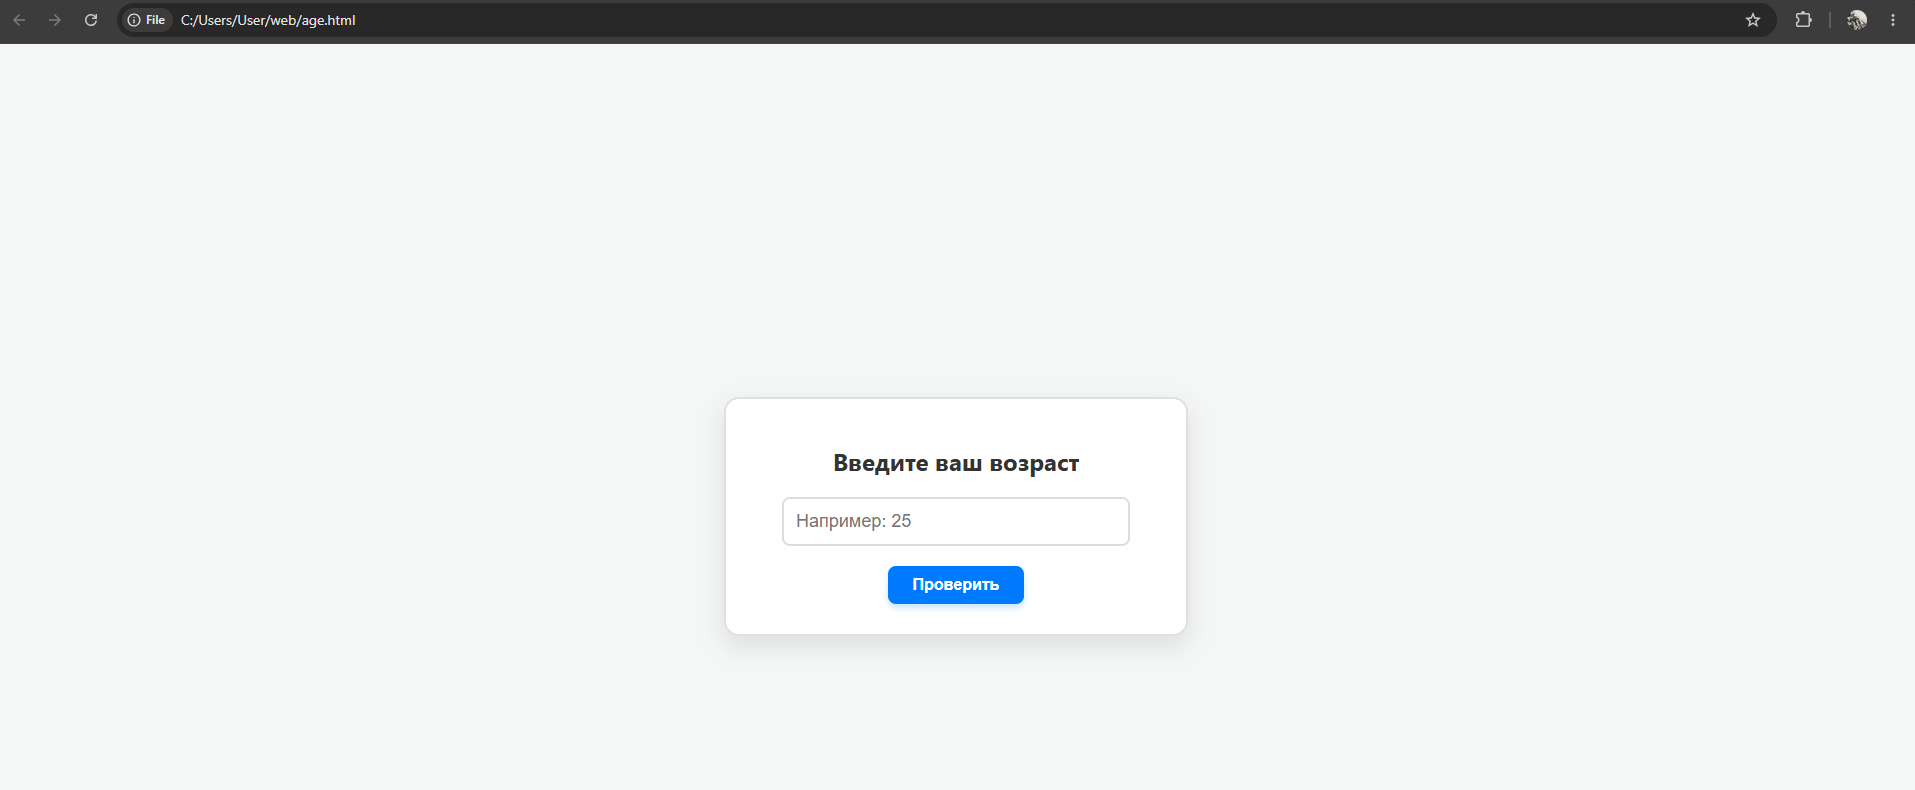 File C:/Users/User/web/age.html
Введите ваш возраст
Например: 25
Проверить